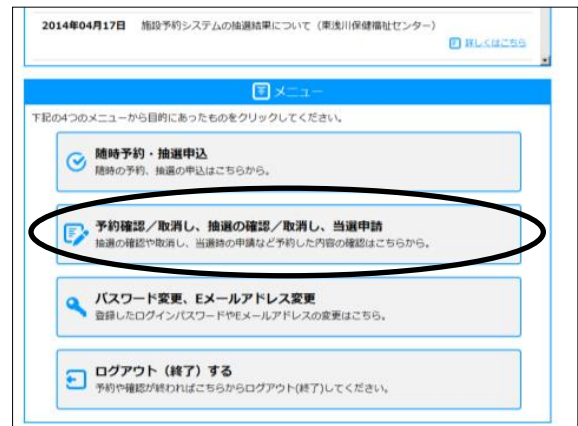 2014年04月17日 施設予約システムの抽選結果について（東浅川保健福祉センター）
詳しくはこちら
メニュー
下記の4つのメニューから目的にあったものをクリックしてください。
随時予約・抽選申込
随時の予約、抽選の申込はこちらから。
予約確認／取消し、抽選の確認／取消し、当選申請
抽選の確認や取消し、当選時の申請など予約した内容の確認はこちらから。
パスワード変更、Eメールアドレス変更
登録したログインパスワードやEメールアドレスの変更はこちら。
ログアウト（終了）する
予約や確認が終わればこちらからログアウト(終了)してください。